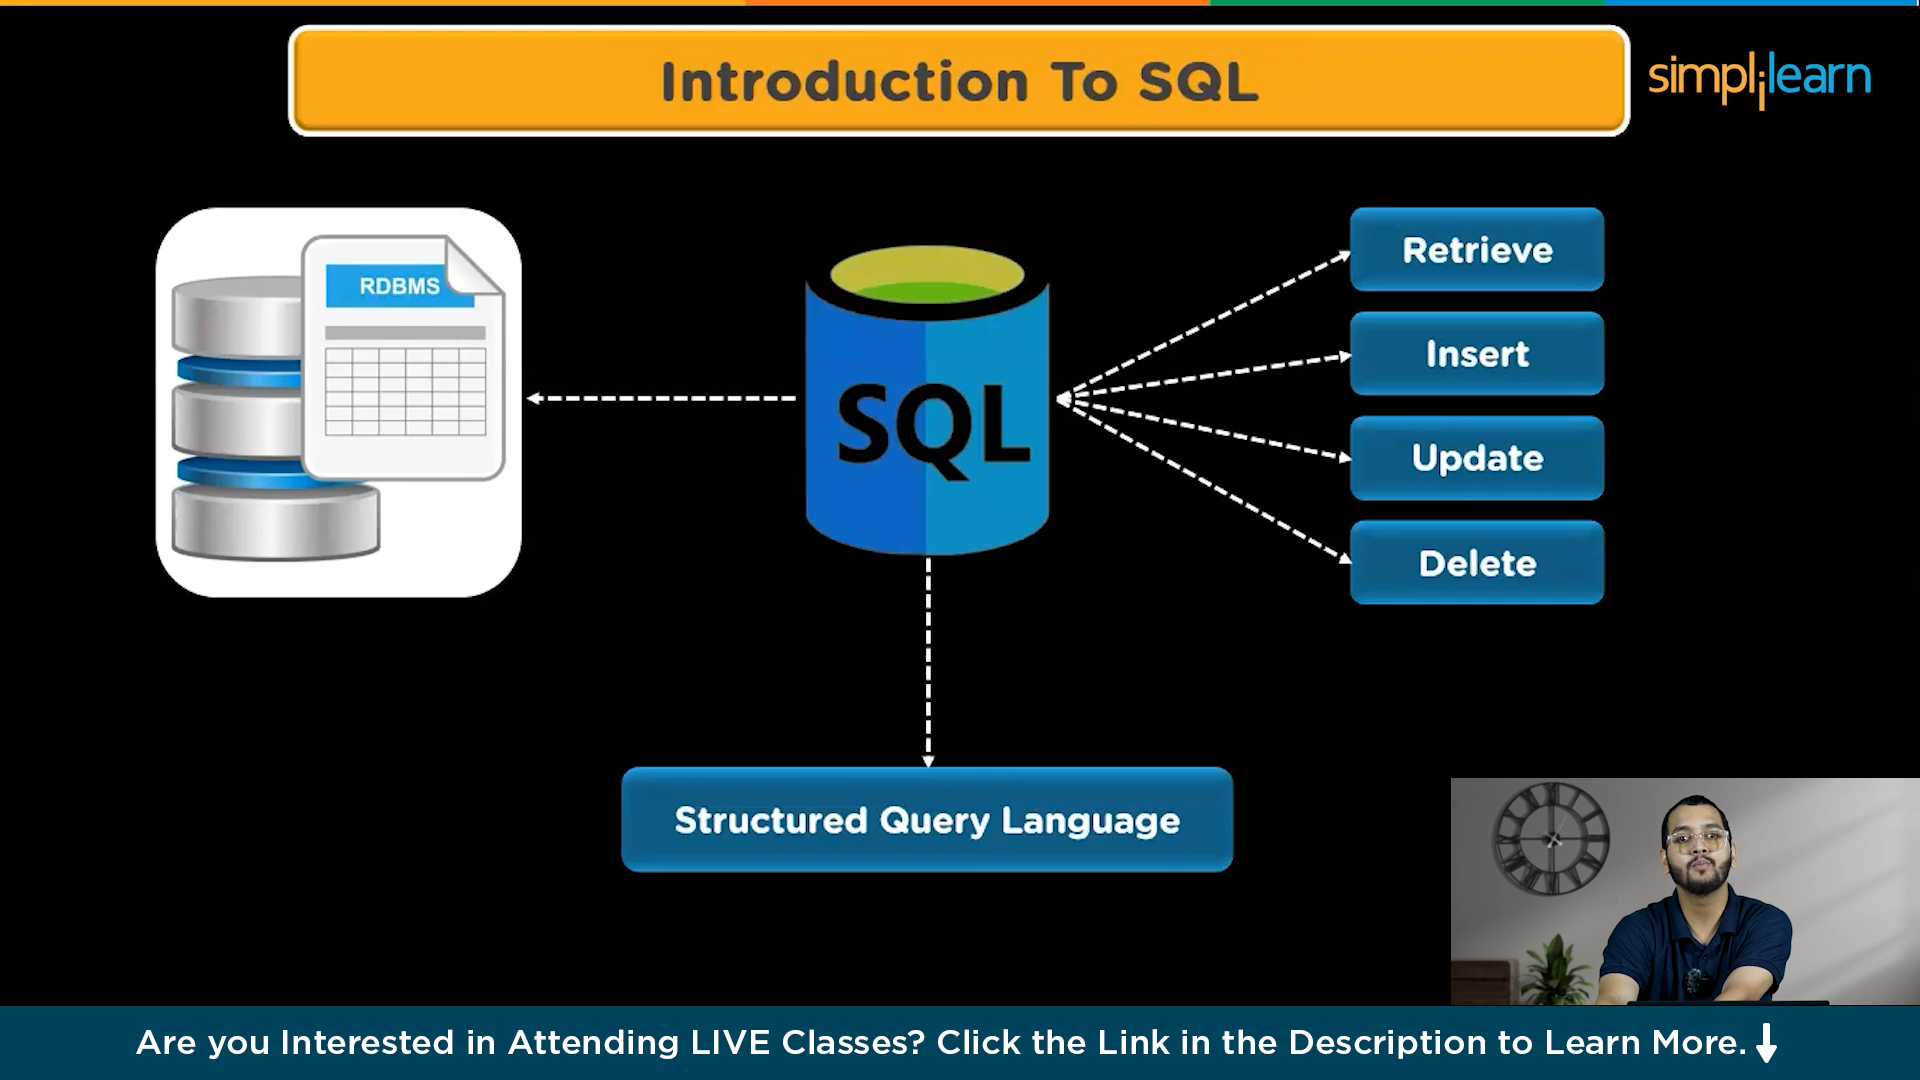 Introduction To SQL
simplilearn
RDBMS
SQL
Retrieve
Insert
Update
Delete
Structured Query Language
Are you Interested in Attending LIVE Classes? Click the Link in the Description to Learn More.